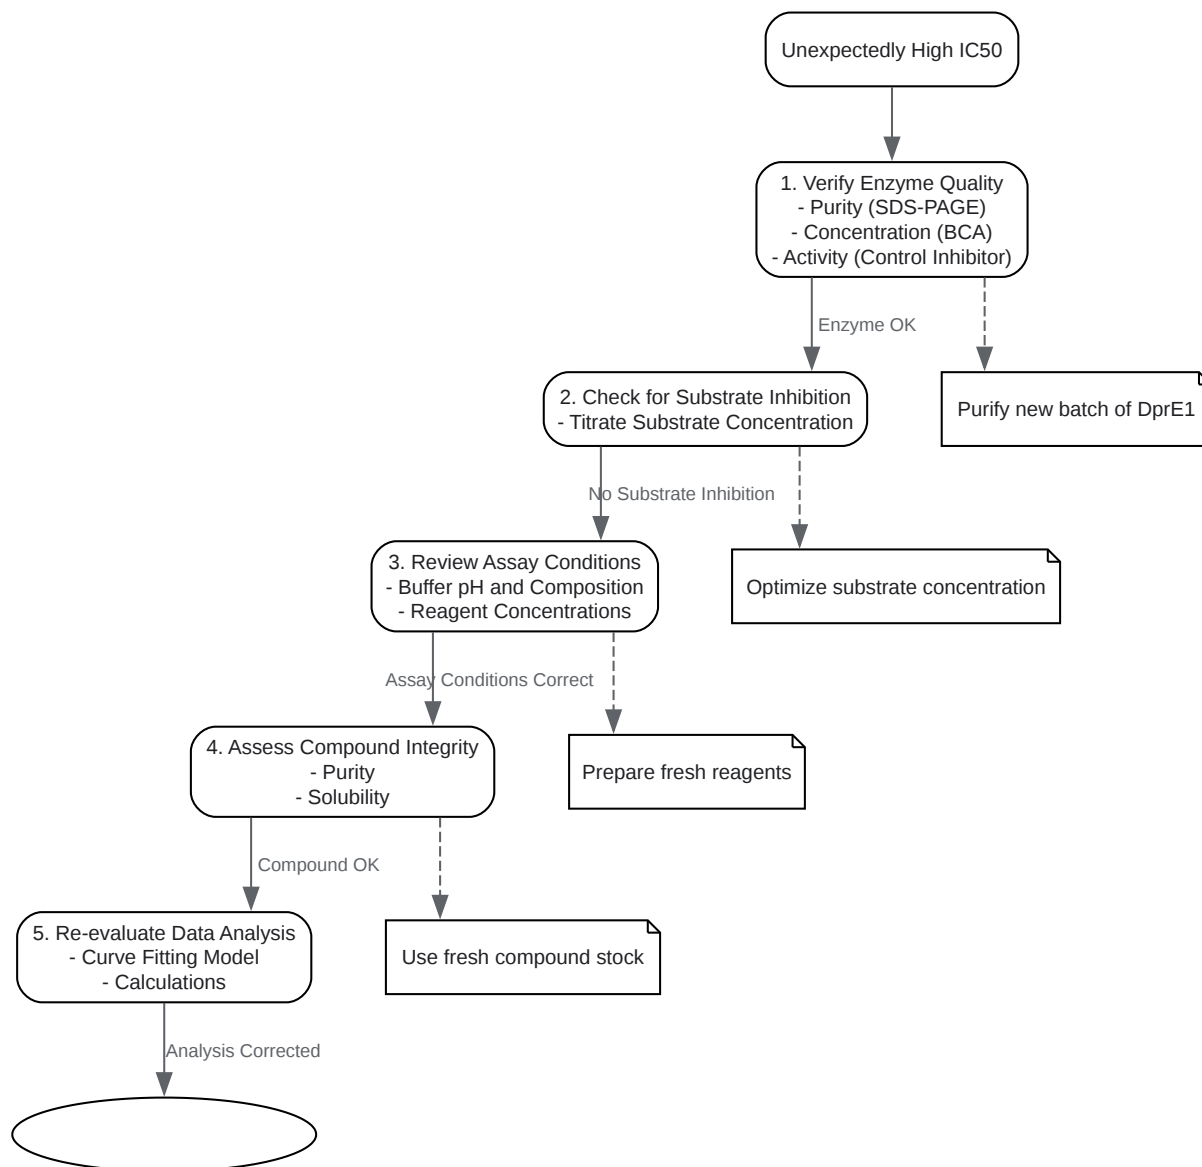 Unexpectedly High IC50
1. Verify Enzyme Quality
- Purity (SDS-PAGE)
- Concentration (BCA)
- Activity (Control Inhibitor)
Enzyme OK
2. Check for Substrate Inhibition
- Titrate Substrate Concentration
Purify new batch of DprE1
No Substrate Inhibition
3. Review Assay Conditions
- Buffer pH and Composition
- Reagent Concentrations
Optimize substrate concentration
Assay Conditions Correct
4. Assess Compound Integrity
- Purity
- Solubility
Prepare fresh reagents
Compound OK
5. Re-evaluate Data Analysis
- Curve Fitting Model
- Calculations
Use fresh compound stock
Analysis Corrected